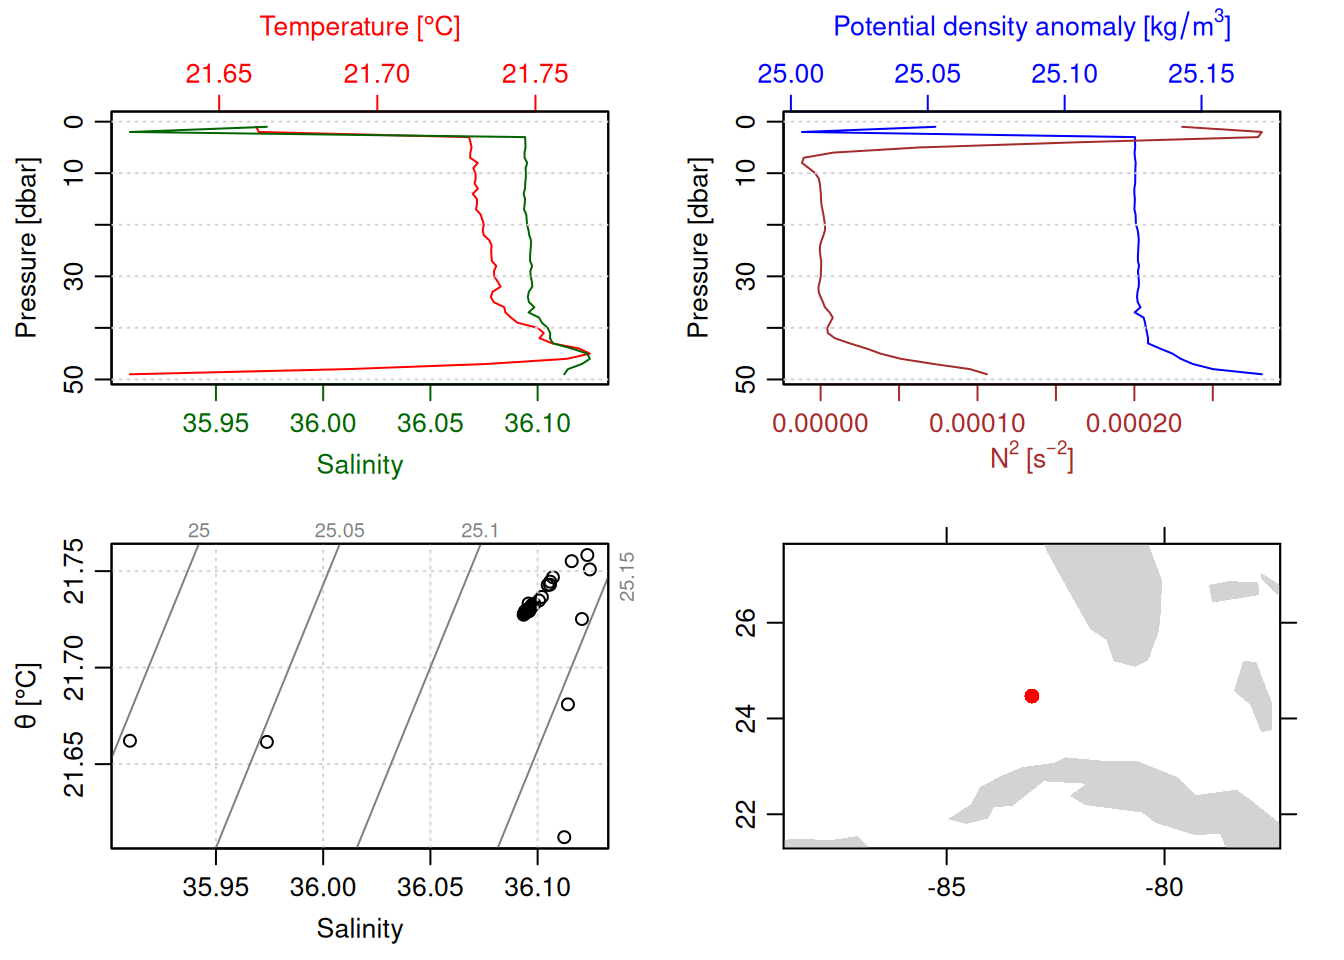 Temperature [°C]
21.65 21.70 21.75
Pressure [dbar]
0
10
30
50
35.95 36.00 36.05 36.10
Salinity
Potential density anomaly [kg/m³]
25.00 25.05 25.10 25.15
Pressure [dbar]
0
10
30
50
0.00000 0.00010 0.00020
N² [s⁻²]
25 25.05 25.1
25.15
θ [°C]
21.75
21.70
21.65
35.95 36.00 36.05 36.10
Salinity
26
24
22
-85 -80